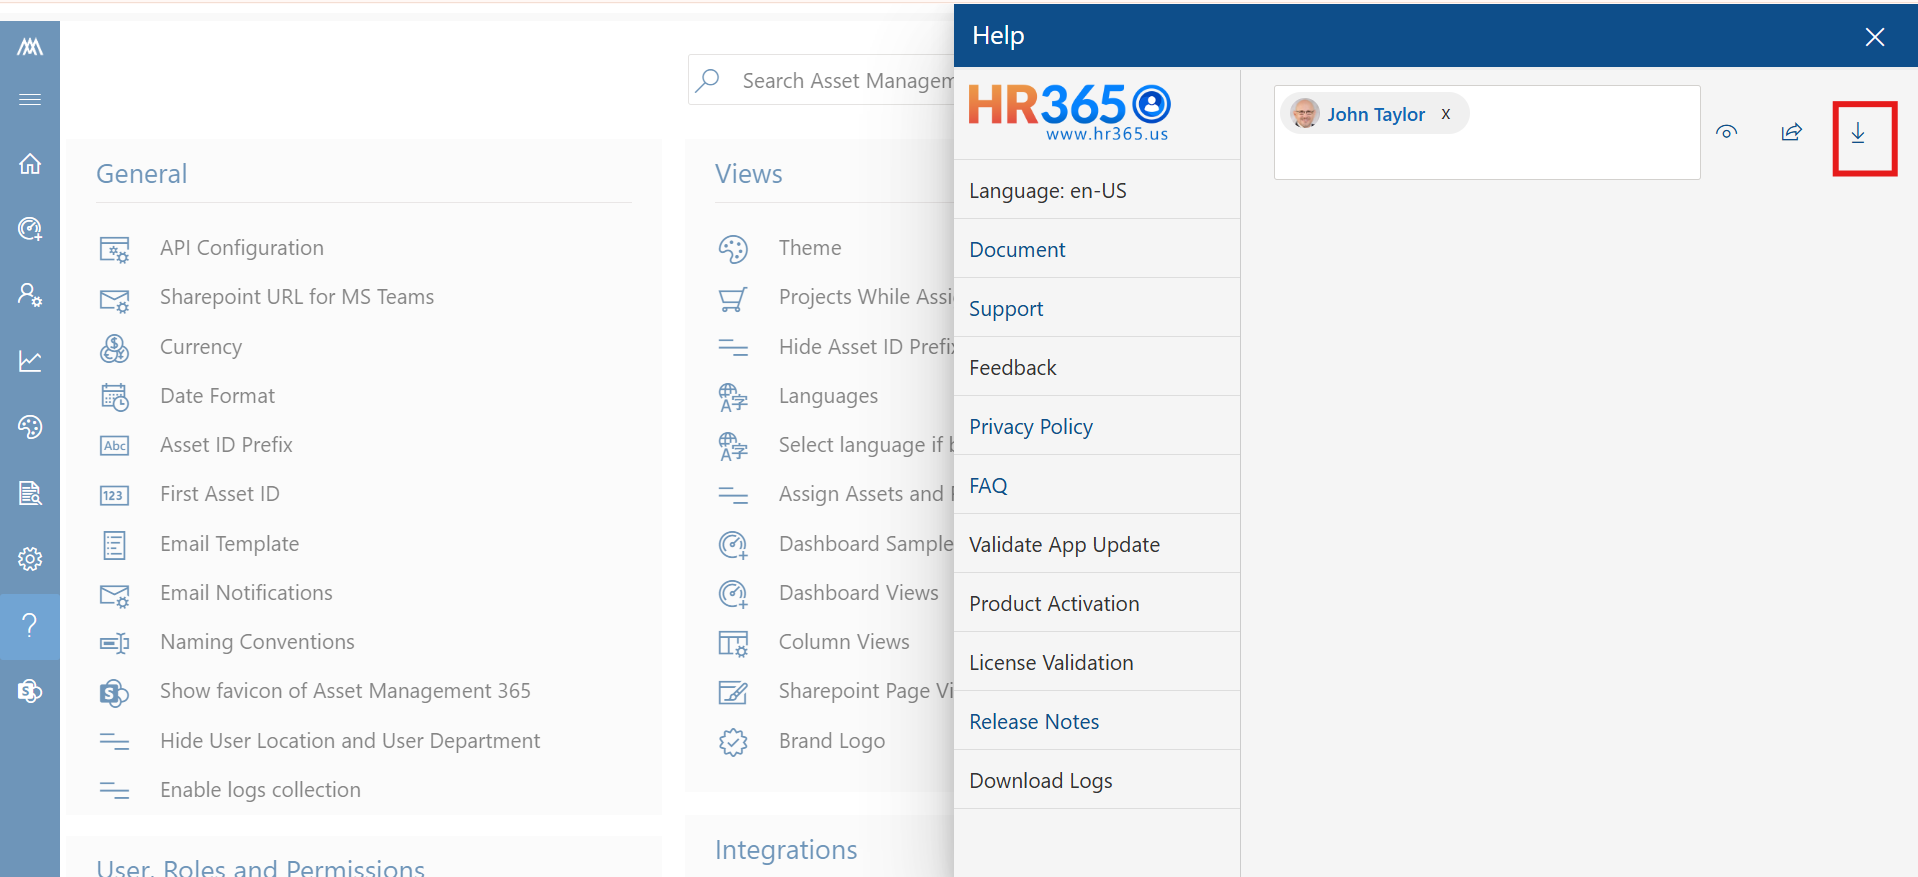 Search Asset Managem
General
API Configuration
Sharepoint URL for MS Teams
Currency
Date Format
Abc
Asset ID Prefix
123
First Asset ID
Email Template
Email Notifications
Naming Conventions
Show favicon of Asset Management 365
Hide User Location and User Department
Enable logs collection
User, Roles and Permissions
Views
Theme
Projects While Assi
Hide Asset ID Prefix
Languages
Select language if b
Assign Assets and
Dashboard Sample
Dashboard Views
Column Views
Sharepoint Page Vi
Brand Logo
Integrations
Help
HR365
www.hr365.us
Language: en-US
Document
Support
Feedback
Privacy Policy
FAQ
Validate App Update
Product Activation
License Validation
Release Notes
Download Logs
John Taylor x